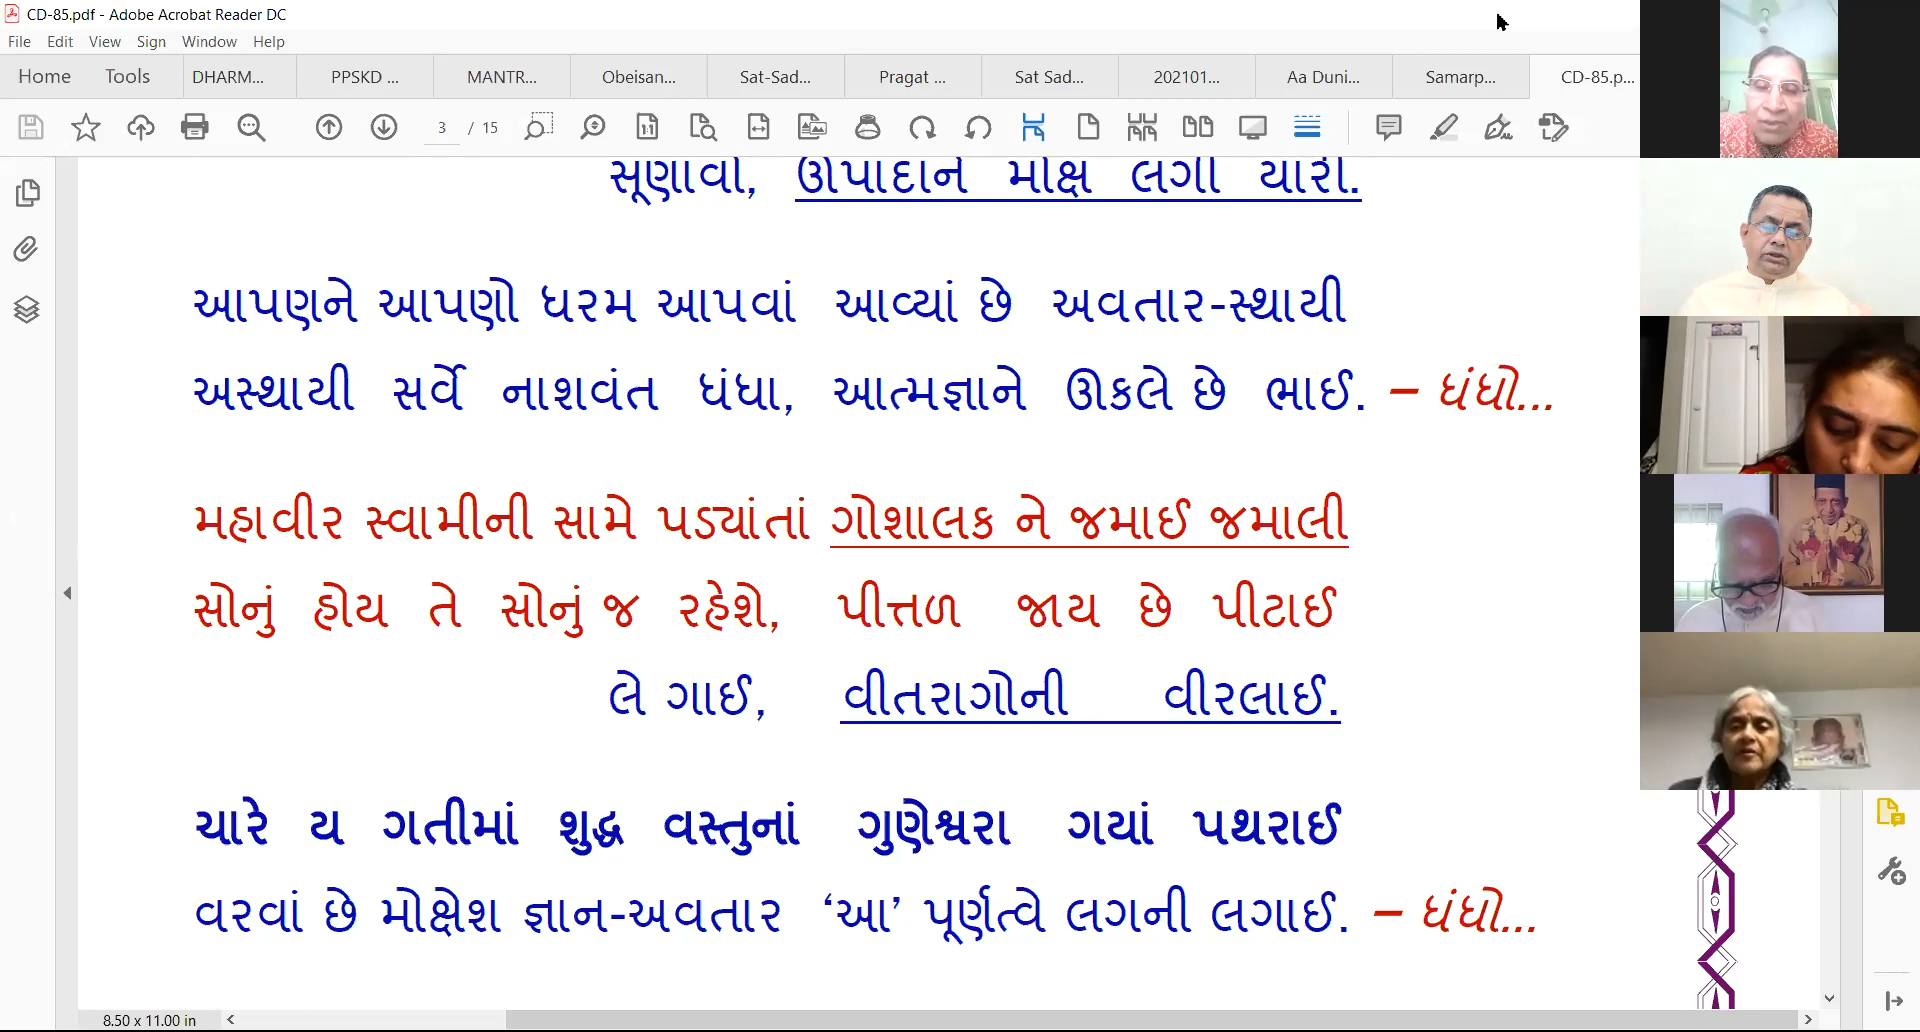 CD-85.pdf - Adobe Acrobat Reader DC
File Edit View Sign Window Help
Home Tools DHARM... PPSKD ... MANTR... Obeisan... Sat-Sad... Pragat ... Sat Sad... 202101... Aa Duni... Samarp... CD-85.p...
3 / 15
સૂણાવો, ઊપાદાને મોક્ષ લગી યારી.
આપણને આપણો ધરમ આપવાં આવ્યાં છે અવતાર-સ્થાયી
અસ્થાયી સર્વે નાશવંત ધંધા, આત્મજ્ઞાને ઊકલે છે ભાઈ. – ધંધો...
મહાવીર સ્વામીની સામે પડ્યાંતાં ગોશાલક ને જમાઈ જમાલી
સોનું હોય તે સોનું જ રહેશે, પીત્તળ જાય છે પીટાઈ
લે ગાઈ, વીતરાગોની વીરલાઈ.
ચારે ય ગતીમાં શુદ્ધ વસ્તુનાં ગુણેશ્વરા ગયાં પથરાઈ
વરવાં છે મોક્ષેશ જ્ઞાન-અવતાર ‘આ’ પૂર્ણત્વે લગની લગાઈ. – ધંધો...
8.50 x 11.00 in